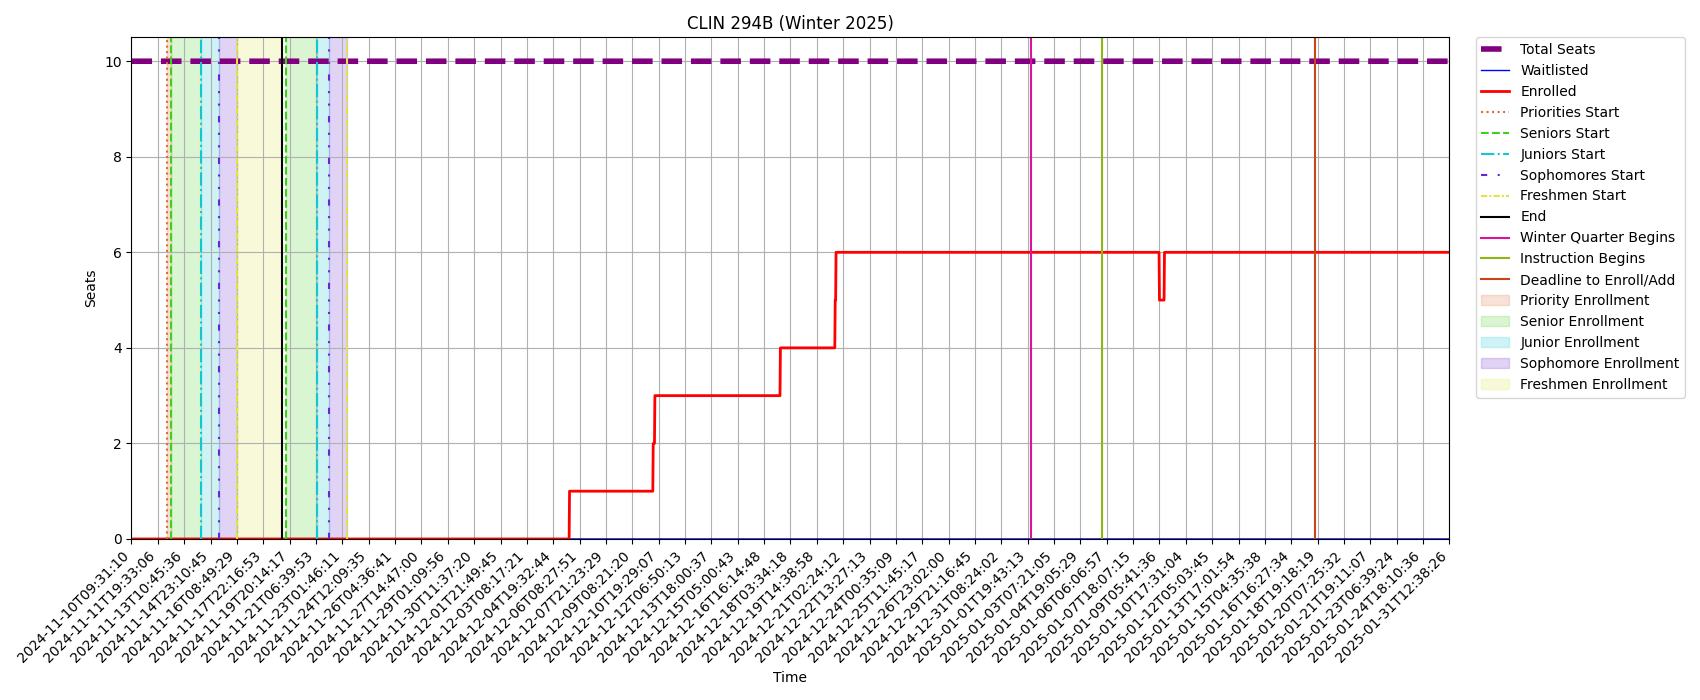 CLIN 294B (Winter 2025)
Seats
10
8
6
4
2
0
2024-11-10T09:31:10
2024-11-11T19:33:06
2024-11-13T10:45:36
2024-11-14T23:10:45
2024-11-16T08:49:29
2024-11-17T22:16:53
2024-11-19T20:14:17
2024-11-21T06:39:53
2024-11-23T01:46:11
2024-11-24T12:09:35
2024-11-26T04:36:41
2024-11-27T14:47:00
2024-11-29T01:09:56
2024-11-30T11:37:20
2024-12-01T21:49:45
2024-12-03T08:17:21
2024-12-04T19:32:44
2024-12-06T08:27:51
2024-12-07T21:23:29
2024-12-09T08:21:20
2024-12-10T19:29:07
2024-12-12T06:50:13
2024-12-13T18:00:37
2024-12-15T05:00:43
2024-12-16T16:14:48
2024-12-18T03:34:18
2024-12-19T14:38:58
2024-12-21T02:24:12
2024-12-22T13:27:13
2024-12-24T00:35:09
2024-12-25T11:45:17
2024-12-26T23:02:00
2024-12-29T21:16:45
2024-12-31T08:24:02
2025-01-01T19:43:13
2025-01-03T07:21:05
2025-01-04T19:05:29
2025-01-06T06:06:57
2025-01-07T18:07:15
2025-01-09T05:41:36
2025-01-10T17:31:04
2025-01-12T05:03:45
2025-01-13T17:01:54
2025-01-15T04:35:38
2025-01-16T16:27:34
2025-01-18T19:18:19
2025-01-20T07:25:32
2025-01-21T19:11:07
2025-01-23T06:39:24
2025-01-24T18:10:36
2025-01-31T12:38:26
Time
Total Seats
Waitlisted
Enrolled
Priorities Start
Seniors Start
Juniors Start
Sophomores Start
Freshmen Start
End
Winter Quarter Begins
Instruction Begins
Deadline to Enroll/Add
Priority Enrollment
Senior Enrollment
Junior Enrollment
Sophomore Enrollment
Freshmen Enrollment